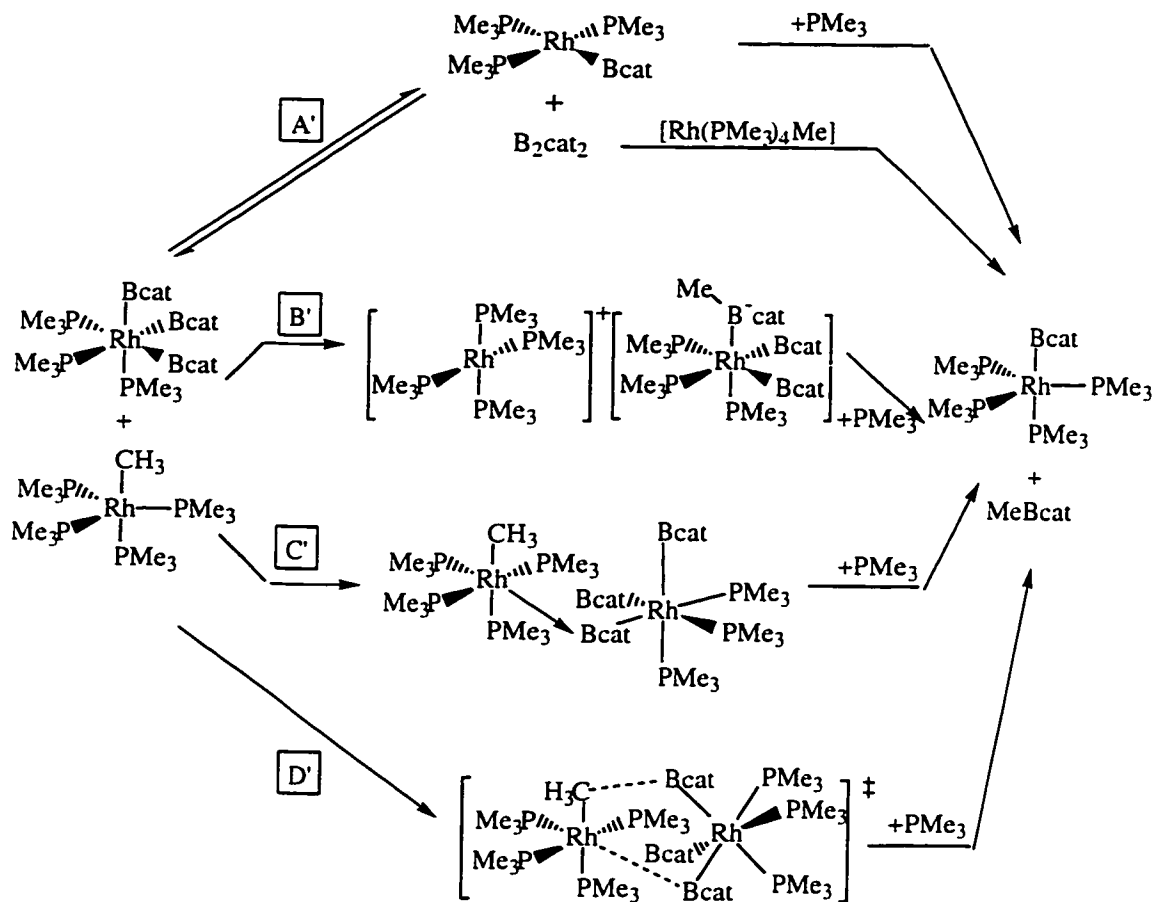 Me₃P Rh PMe₃
Me₃P Bcat
+PMe₃
A'
+
B₂cat₂
[Rh(PMe₃)₄Me]
Bcat
Me₃P Rh Bcat
Me₃P Bcat
PMe₃
+
CH₃
Me₃P Rh PMe₃
Me₃P
PMe₃
B'
[ PMe₃ ]⁺
Rh PMe₃
Me₃P
PMe₃
[ Me ]
B⁻cat
Me₃P Rh Bcat
Me₃P Bcat
PMe₃
+PMe₃
Bcat
Me₃P Rh PMe₃
Me₃P
PMe₃
+
MeBcat
C'
CH₃
Me₃P Rh PMe₃
Me₃P
PMe₃
Bcat
Bcat Rh PMe₃
Bcat PMe₃
PMe₃
+PMe₃
D'
[ H₃C Bcat PMe₃ ]‡
Me₃P Rh PMe₃ Rh PMe₃
Me₃P Bcat
PMe₃ Bcat PMe₃
+PMe₃